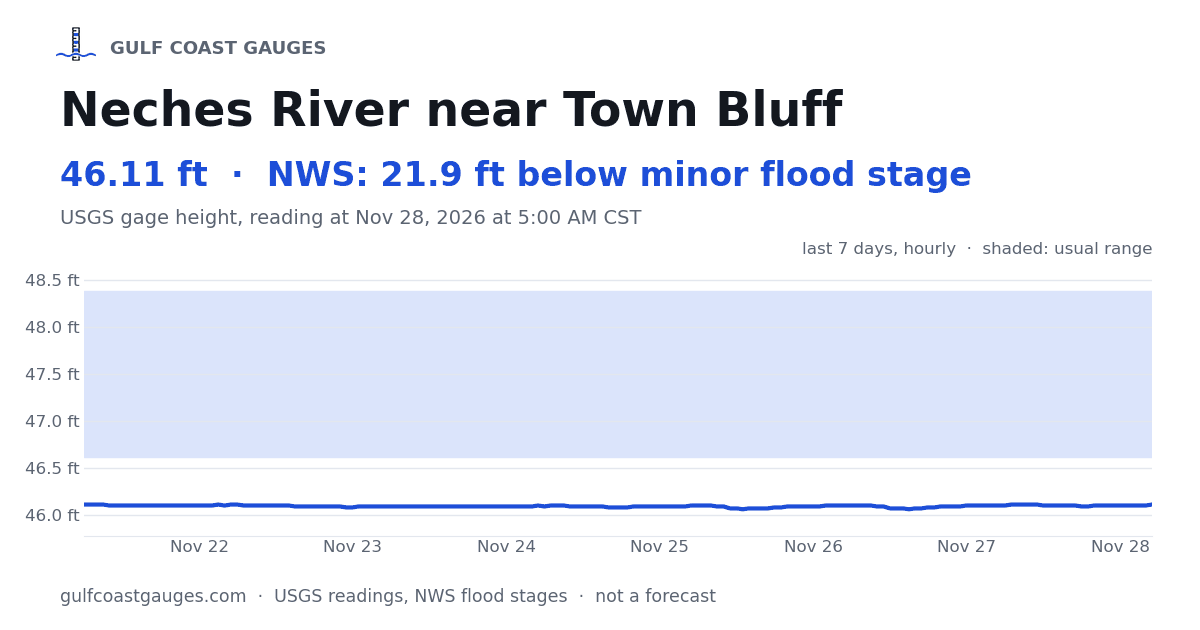 GULF COAST GAUGES
Neches River near Town Bluff
46.11 ft · NWS: 21.9 ft below minor flood stage
USGS gage height, reading at Nov 28, 2026 at 5:00 AM CST
last 7 days, hourly · shaded: usual range
48.5 ft
48.0 ft
47.5 ft
47.0 ft
46.5 ft
46.0 ft
Nov 22 Nov 23 Nov 24 Nov 25 Nov 26 Nov 27 Nov 28
gulfcoastgauges.com · USGS readings, NWS flood stages · not a forecast